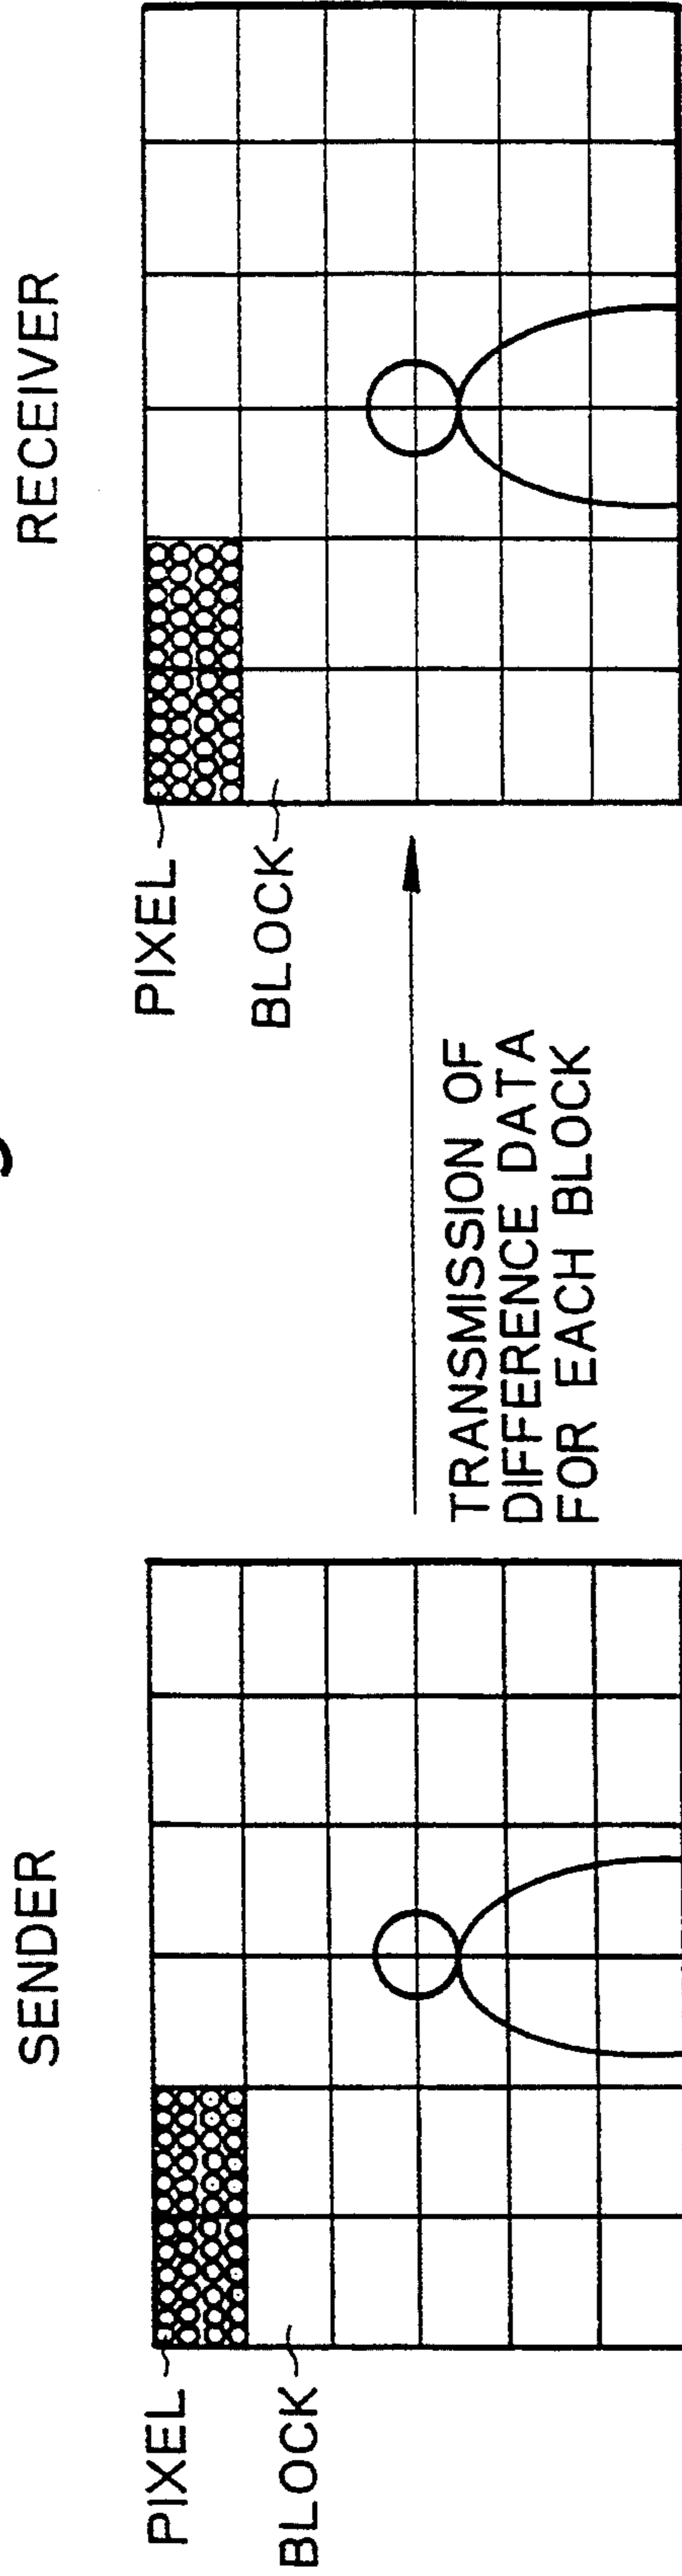 SENDER
PIXEL
BLOCK
TRANSMISSION OF
DIFFERENCE DATA
FOR EACH BLOCK
RECEIVER
PIXEL
BLOCK